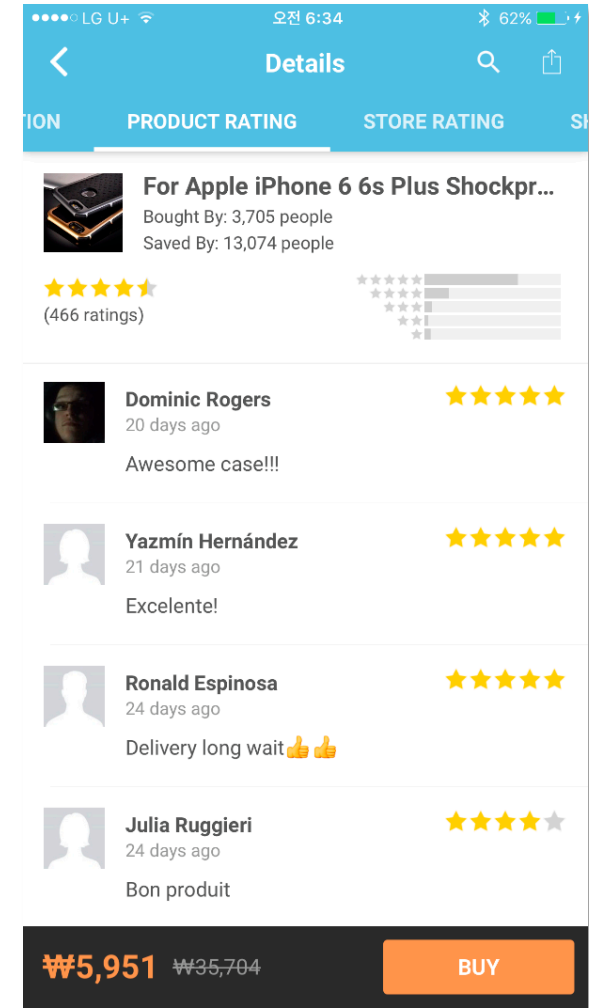 LG U+ 오전 6:34 62%
Details
TION PRODUCT RATING STORE RATING SH
For Apple iPhone 6 6s Plus Shockpr...
Bought By: 3,705 people
Saved By: 13,074 people
(466 ratings)
Dominic Rogers
20 days ago
Awesome case!!!
Yazmín Hernández
21 days ago
Excelente!
Ronald Espinosa
24 days ago
Delivery long wait👍👍
Julia Ruggieri
24 days ago
Bon produit
₩5,951 ₩35,704 BUY